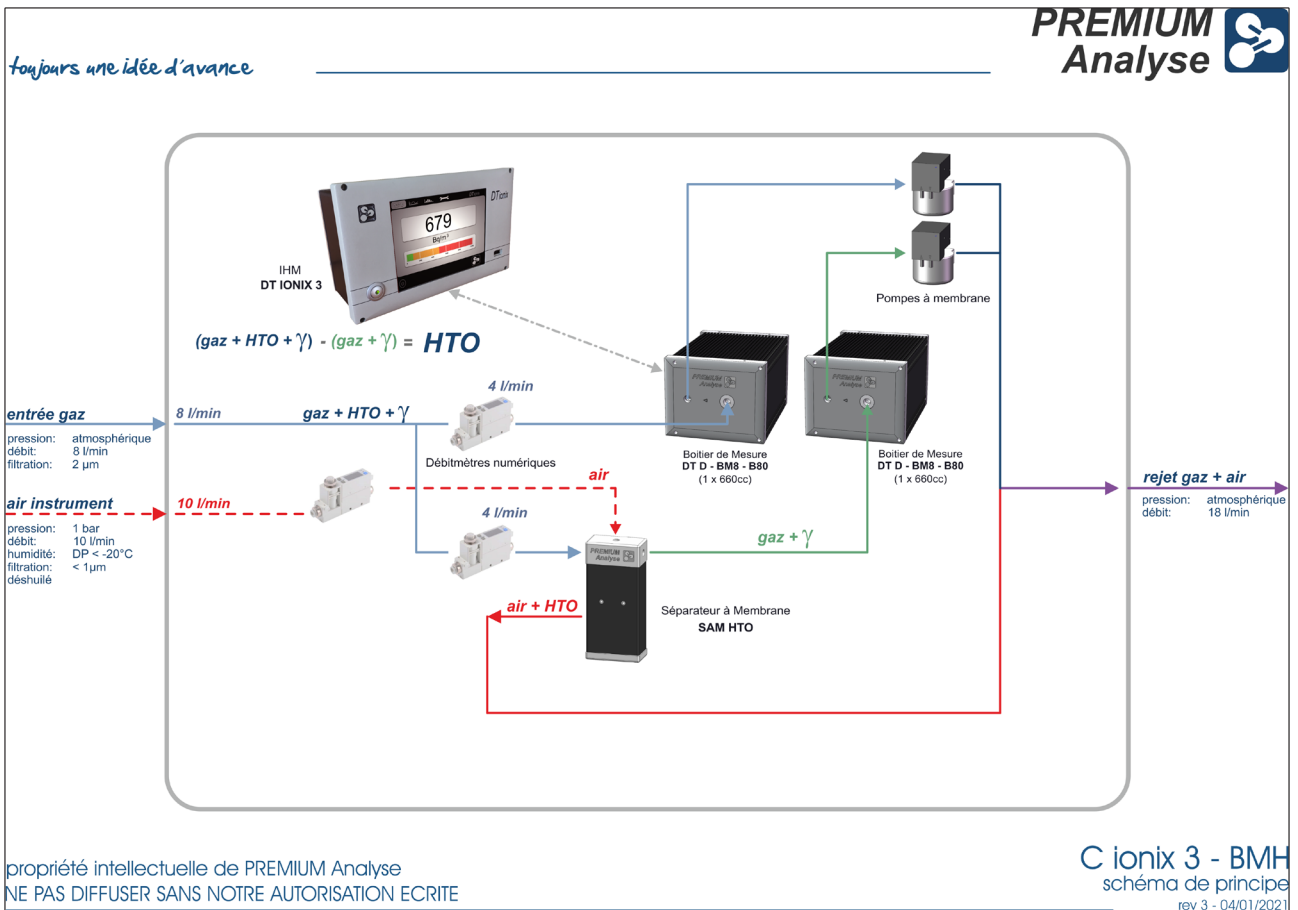 PREMIUM
Analyse
toujours une idée d'avance
DT ionix
679
Bq/m³
IHM
DT IONIX 3
Pompes à membrane
(gaz + HTO + γ) - (gaz + γ) = HTO
PREMIUM
Analyse
PREMIUM
Analyse
4 l/min
entrée gaz
8 l/min
gaz + HTO + γ
pression: atmosphérique
débit: 8 l/min
filtration: 2 µm
Débitmètres numériques
Boitier de Mesure
DT D - BM8 - B80
(1 x 660cc)
Boitier de Mesure
DT D - BM8 - B80
(1 x 660cc)
air
rejet gaz + air
pression: atmosphérique
débit: 18 l/min
air instrument
10 l/min
pression: 1 bar
débit: 10 l/min
humidité: DP < -20°C
filtration: < 1µm
déshuilé
4 l/min
gaz + γ
PREMIUM
Analyse
air + HTO
Séparateur à Membrane
SAM HTO
propriété intellectuelle de PREMIUM Analyse
NE PAS DIFFUSER SANS NOTRE AUTORISATION ECRITE
C ionix 3 - BMH
schéma de principe
rev 3 - 04/01/2021